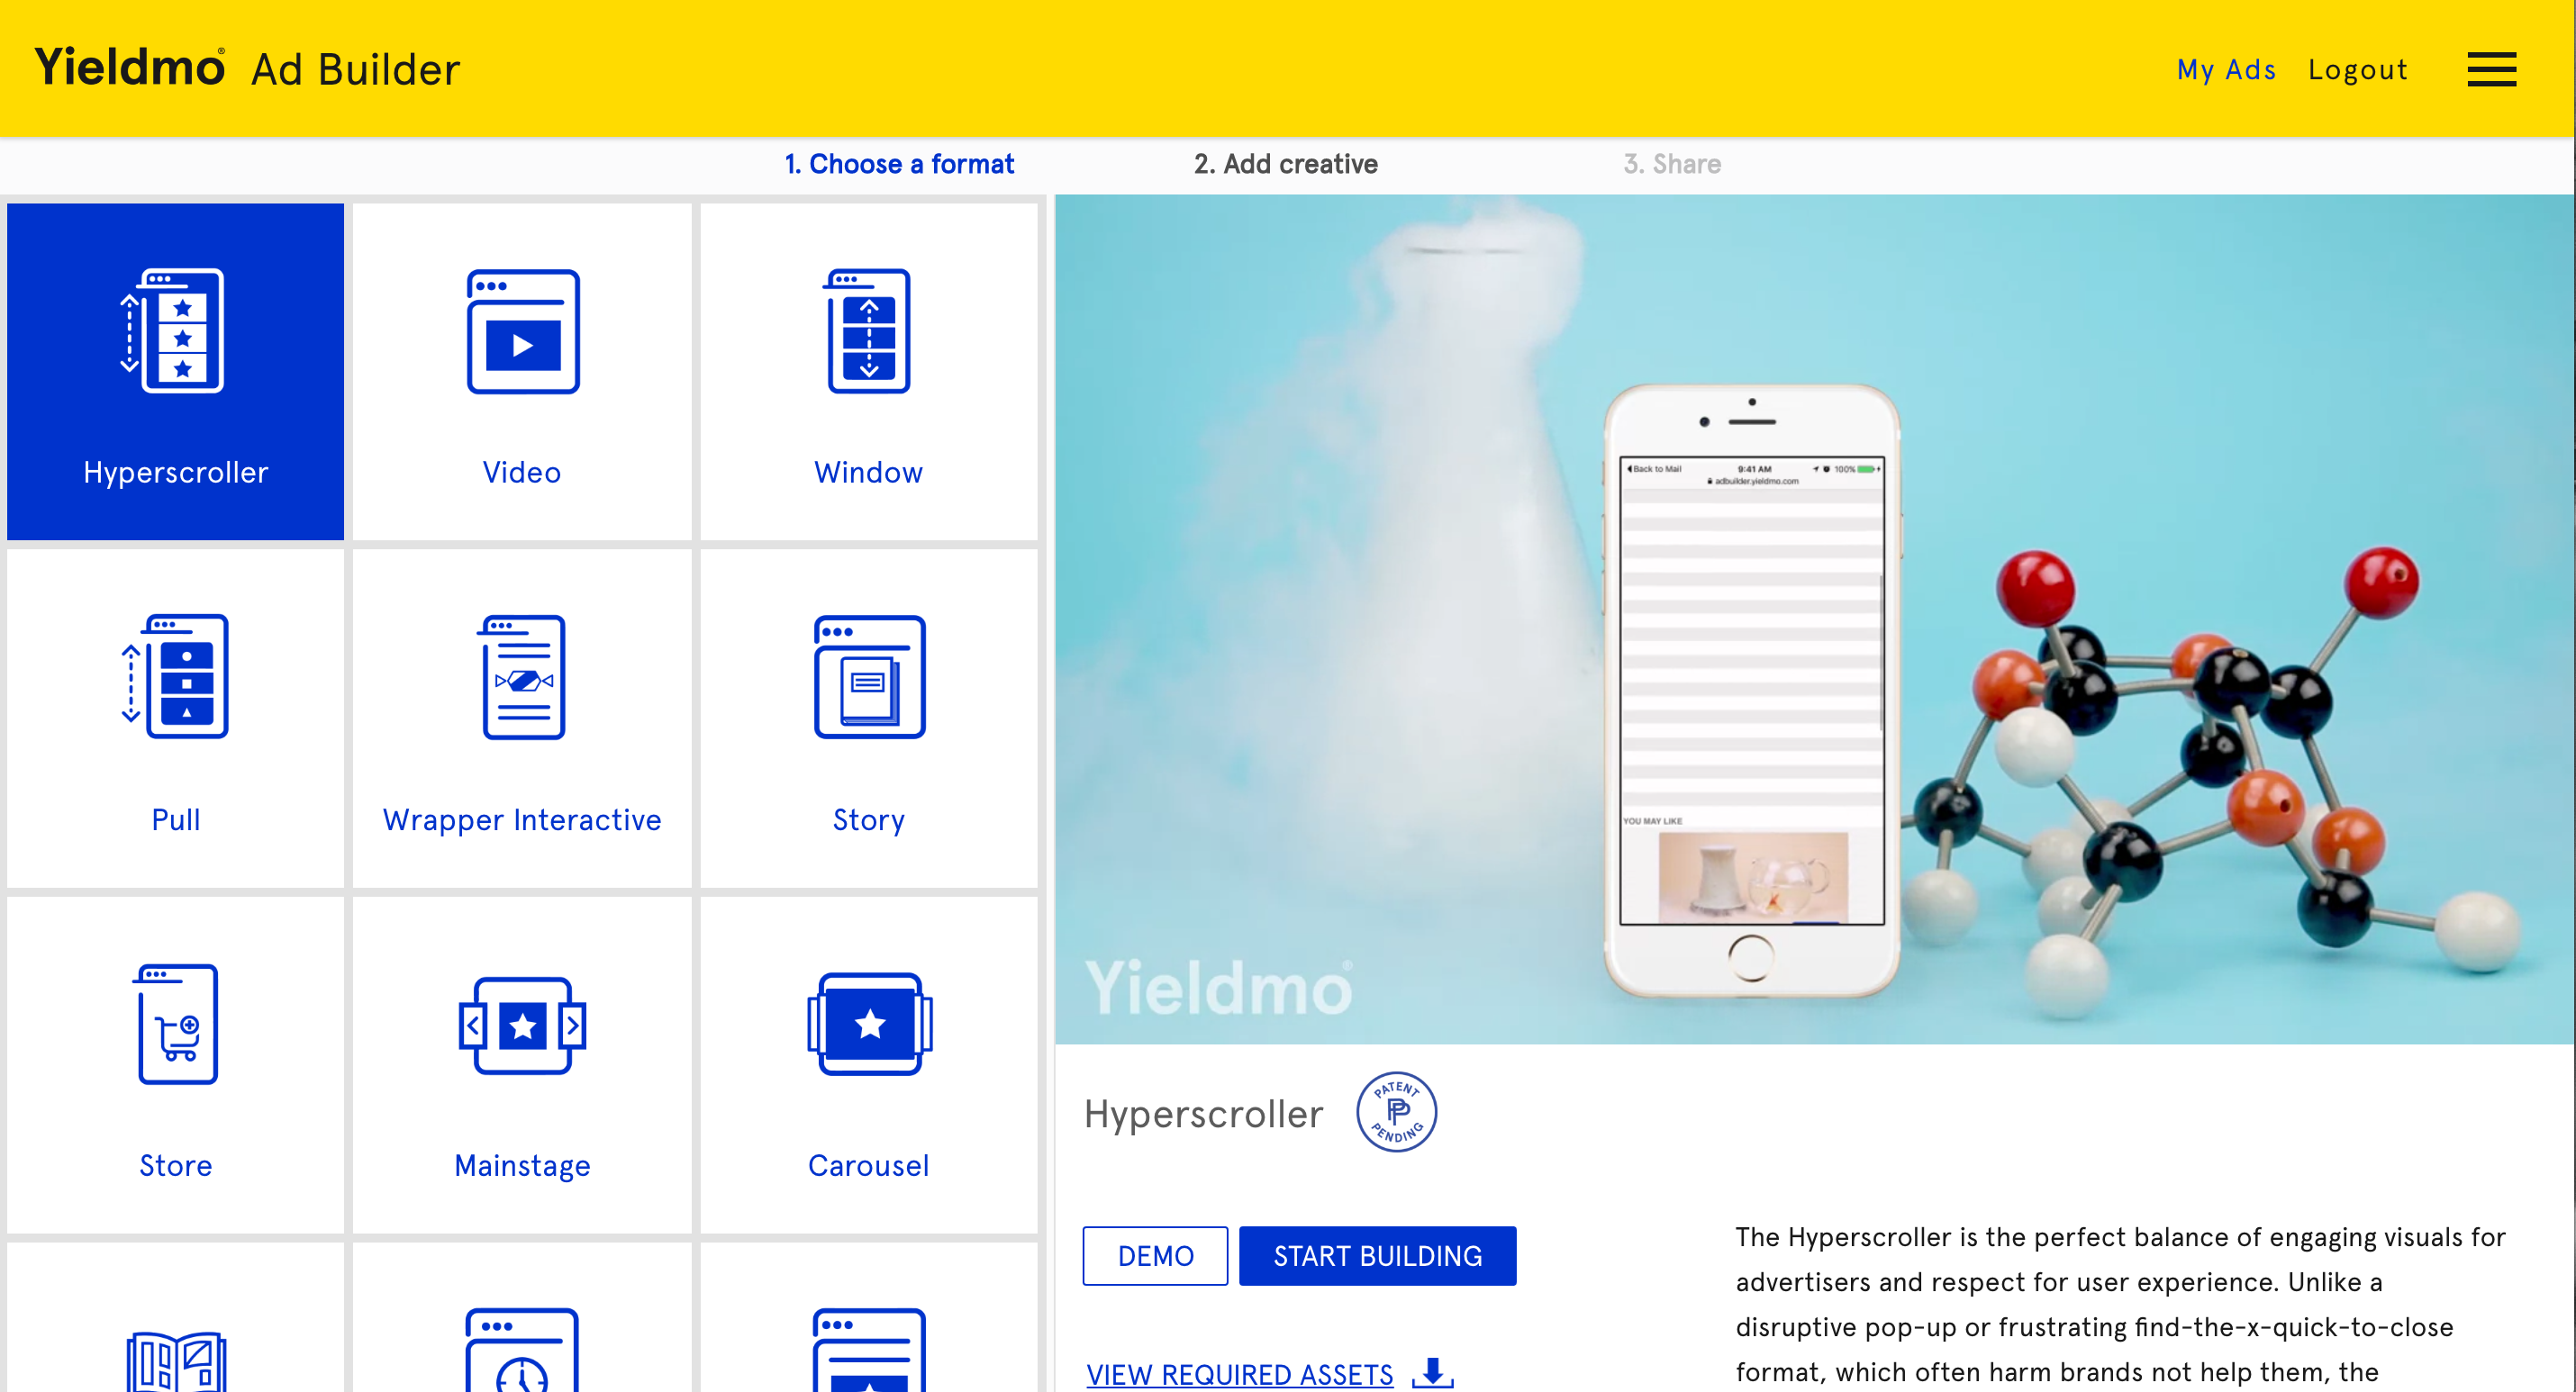 Yieldmo® Ad Builder
My Ads Logout
1. Choose a format 2. Add creative 3. Share
Hyperscroller
Video
Window
Pull
Wrapper Interactive
Story
Store
Mainstage
Carousel
Back to Mail 9:41 AM 100%
adbuilder.yieldmo.com
YOU MAY LIKE
Yieldmo®
Hyperscroller
PATENT
PP
PENDING
DEMO
START BUILDING
VIEW REQUIRED ASSETS
The Hyperscroller is the perfect balance of engaging visuals for
advertisers and respect for user experience. Unlike a
disruptive pop-up or frustrating find-the-x-quick-to-close
format, which often harm brands not help them, the